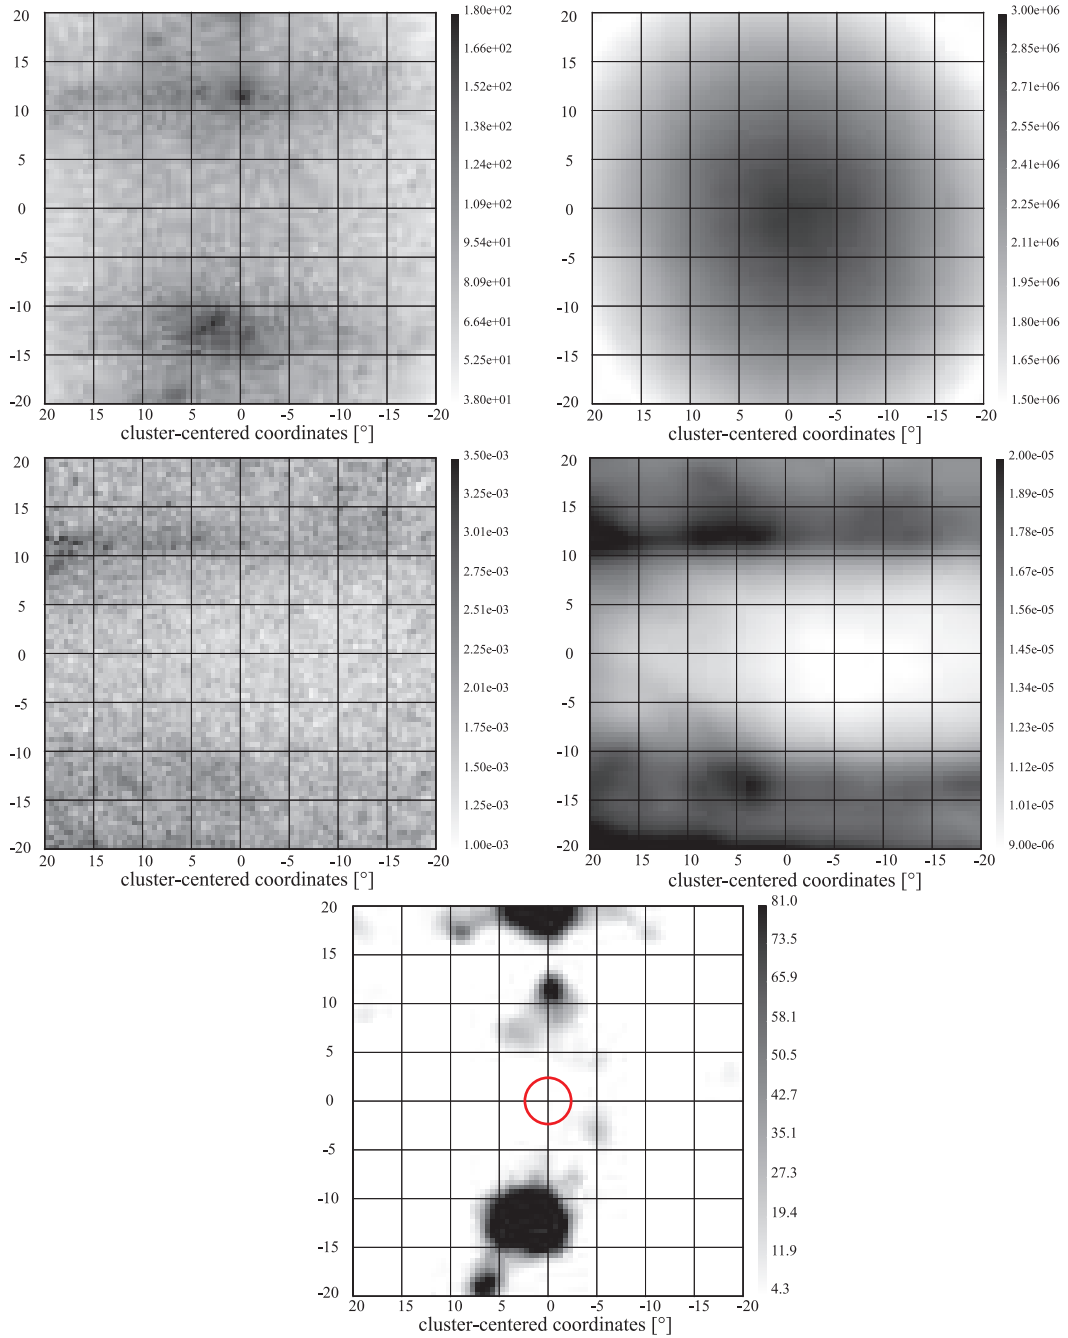 20
15
10
5
0
-5
-10
-15
-20
20 15 10 5 0 -5 -10 -15 -20
cluster-centered coordinates [°]
1.80e+02
1.66e+02
1.52e+02
1.38e+02
1.24e+02
1.09e+02
9.54e+01
8.09e+01
6.64e+01
5.25e+01
3.80e+01
20
15
10
5
0
-5
-10
-15
-20
20 15 10 5 0 -5 -10 -15 -20
cluster-centered coordinates [°]
3.00e+06
2.85e+06
2.71e+06
2.55e+06
2.41e+06
2.25e+06
2.11e+06
1.95e+06
1.80e+06
1.65e+06
1.50e+06
20
15
10
5
0
-5
-10
-15
-20
20 15 10 5 0 -5 -10 -15 -20
cluster-centered coordinates [°]
3.50e-03
3.25e-03
3.01e-03
2.75e-03
2.51e-03
2.25e-03
2.01e-03
1.75e-03
1.50e-03
1.25e-03
1.00e-03
20
15
10
5
0
-5
-10
-15
-20
20 15 10 5 0 -5 -10 -15 -20
cluster-centered coordinates [°]
2.00e-05
1.89e-05
1.78e-05
1.67e-05
1.56e-05
1.45e-05
1.34e-05
1.23e-05
1.12e-05
1.01e-05
9.00e-06
20
15
10
5
0
-5
-10
-15
-20
20 15 10 5 0 -5 -10 -15 -20
cluster-centered coordinates [°]
81.0
73.5
65.9
58.1
50.5
42.9
35.1
27.3
19.4
11.9
4.3